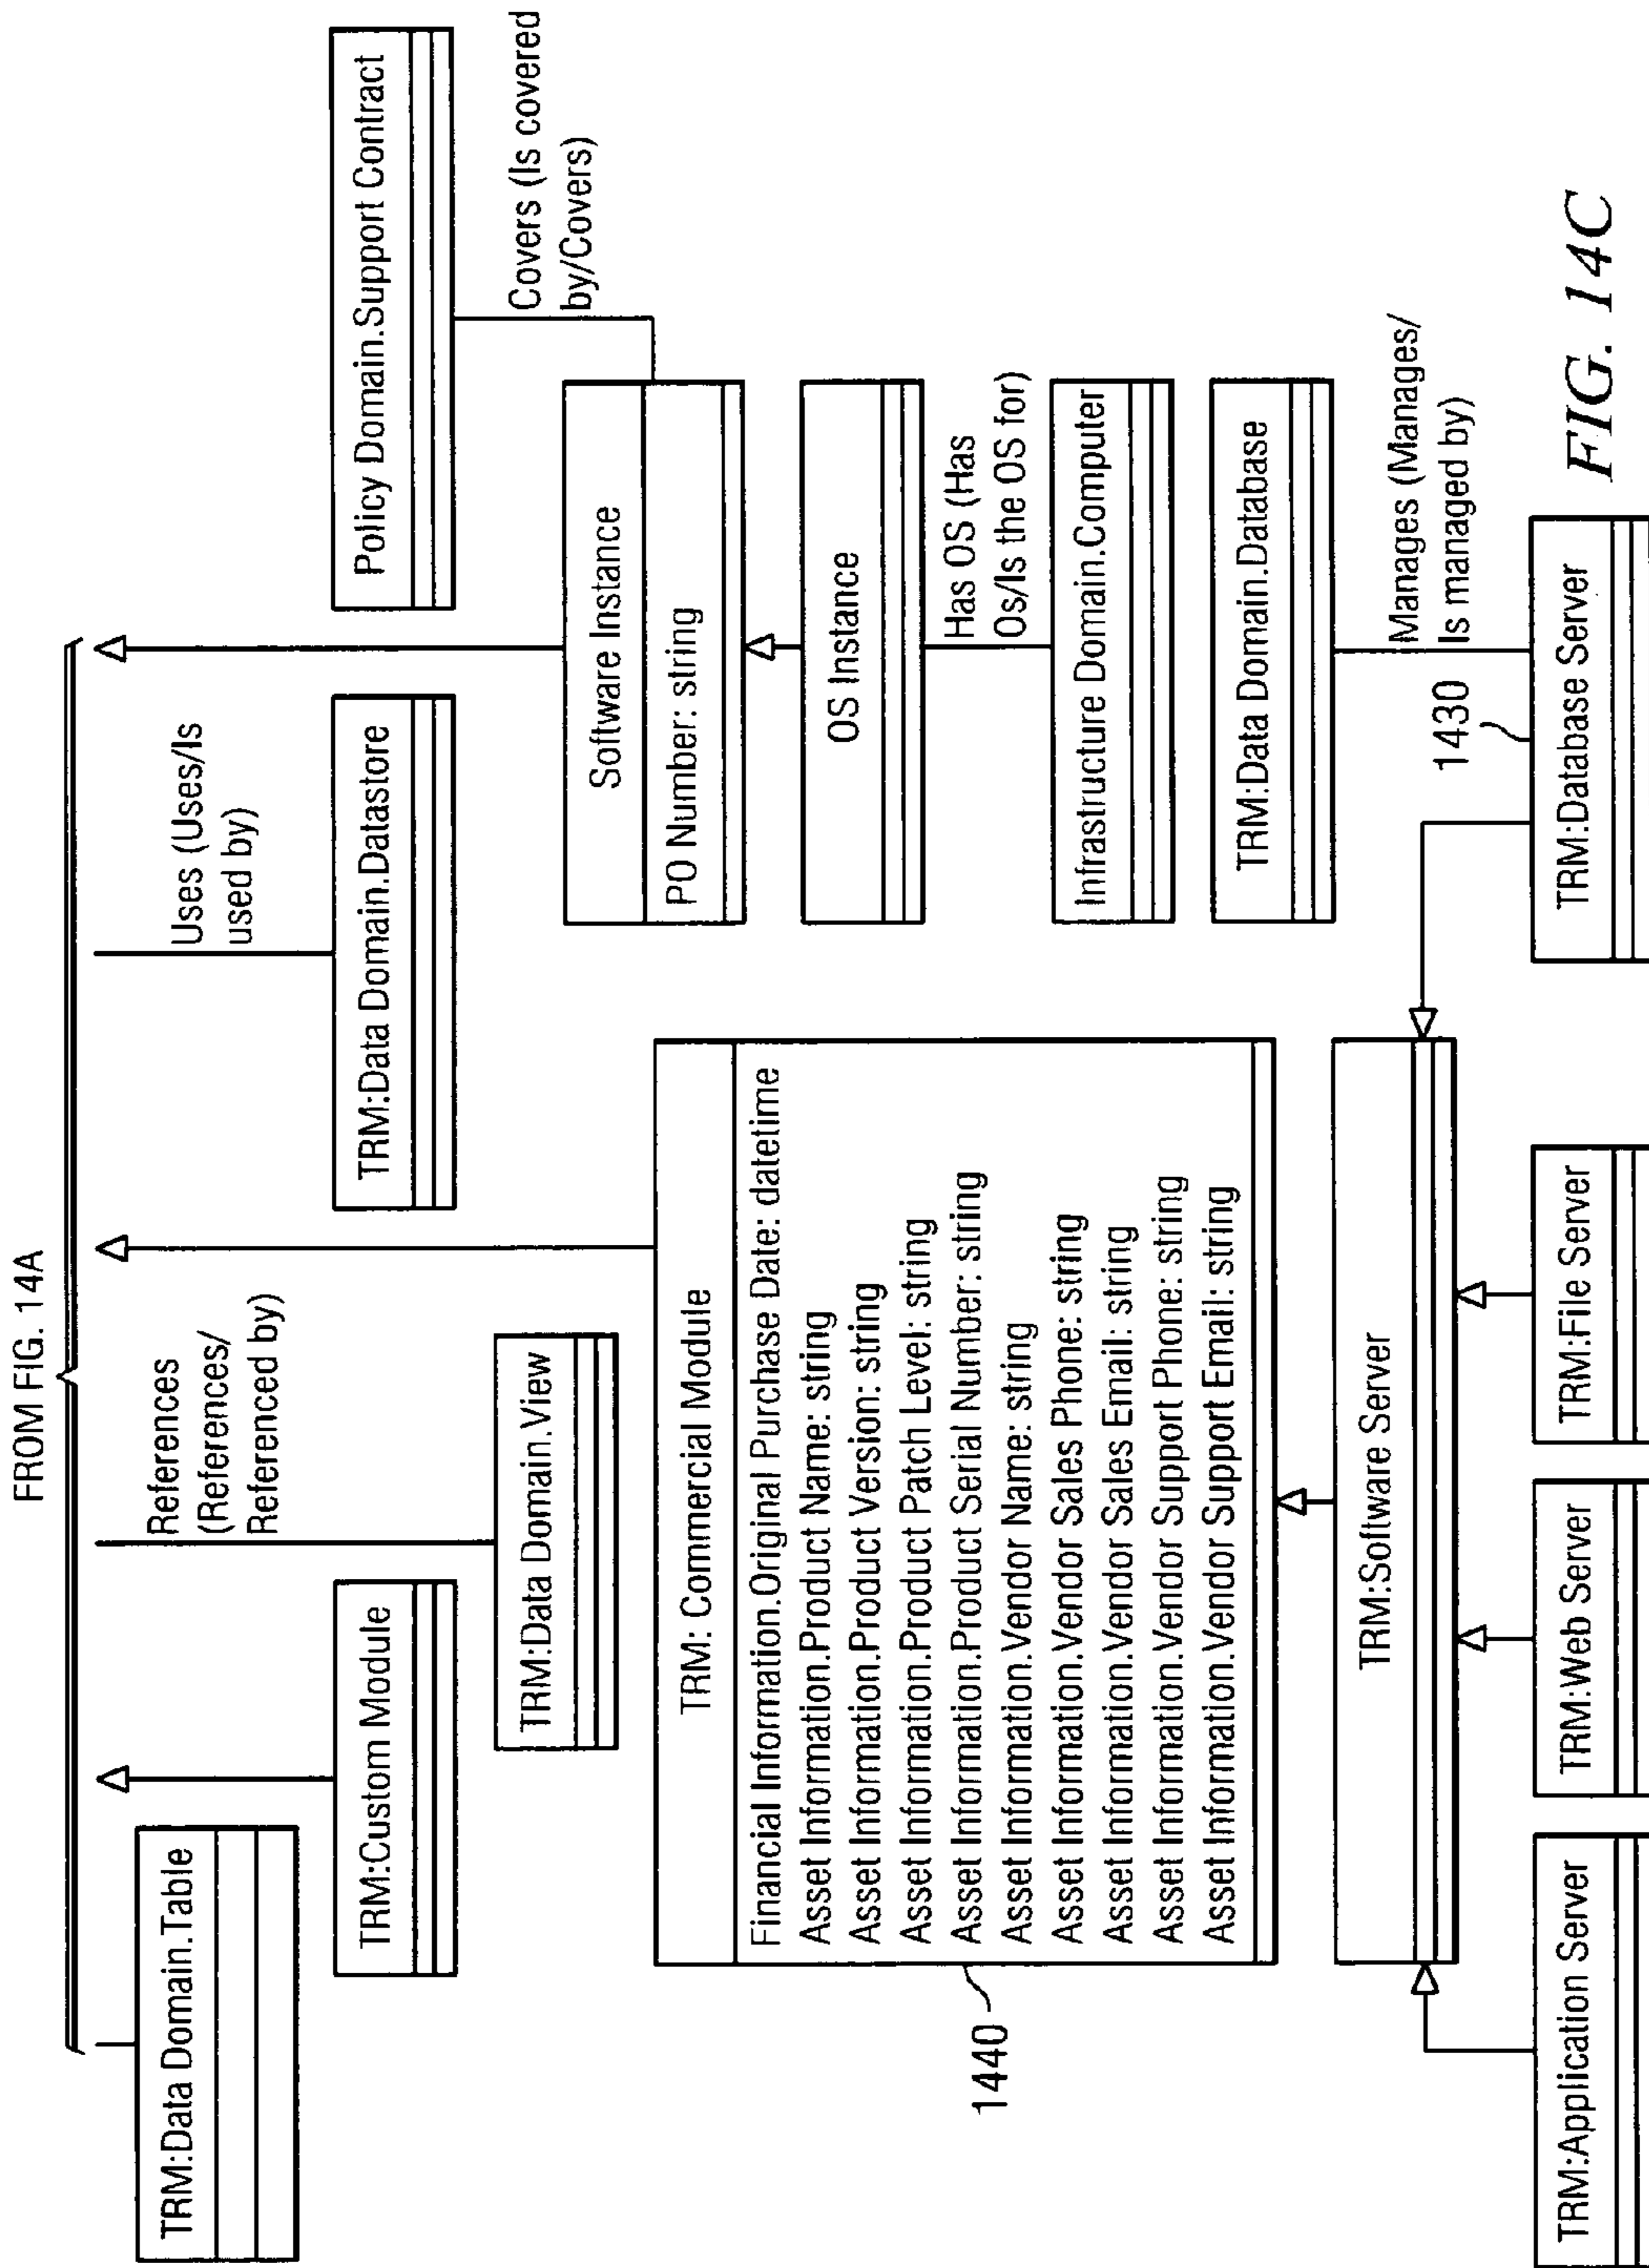 FROM FIG. 14A
TRM:Data Domain.Table
TRM:Custom Module
References
(References/
Referenced by)
TRM:Data Domain.View
Uses (Uses/Is
used by)
TRM:Data Domain.Datastore
Policy Domain.Support Contract
Covers (Is covered
by/Covers)
Software Instance
PO Number: string
OS Instance
Has OS (Has
Os/Is the OS for)
Infrastructure Domain.Computer
TRM:Data Domain.Database
Manages (Manages/
Is managed by)
1430
TRM:Database Server
TRM: Commercial Module
Financial Information.Original Purchase Date: datetime
Asset Information.Product Name: string
Asset Information.Product Version: string
Asset Information.Product Patch Level: string
Asset Information.Product Serial Number: string
Asset Information.Vendor Name: string
Asset Information.Vendor Sales Phone: string
Asset Information.Vendor Sales Email: string
Asset Information.Vendor Support Phone: string
Asset Information.Vendor Support Email: string
1440
TRM:Software Server
TRM:Application Server
TRM:Web Server
TRM:File Server
FIG. 14C